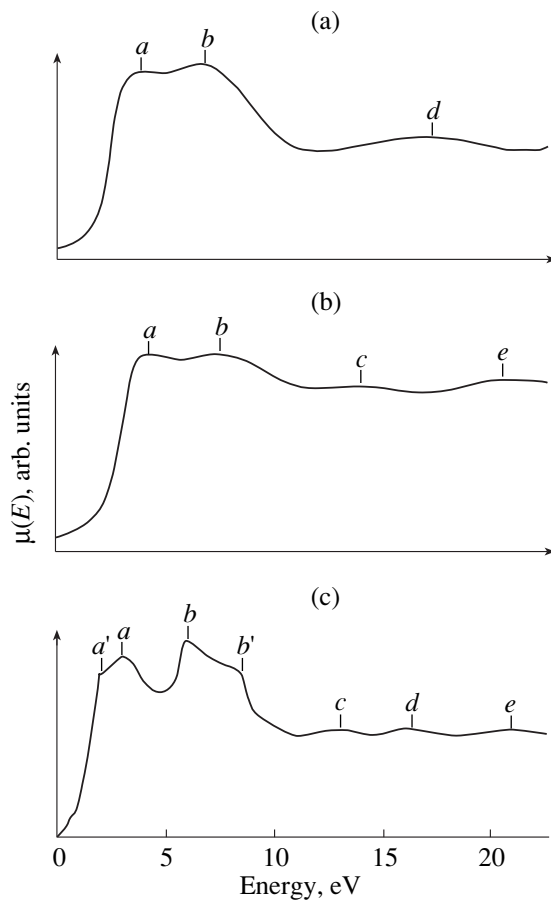 (a)
a
b
d
(b)
a
b
c
e
μ(E), arb. units
(c)
a'
a
b
b'
c
d
e
0 5 10 15 20
Energy, eV